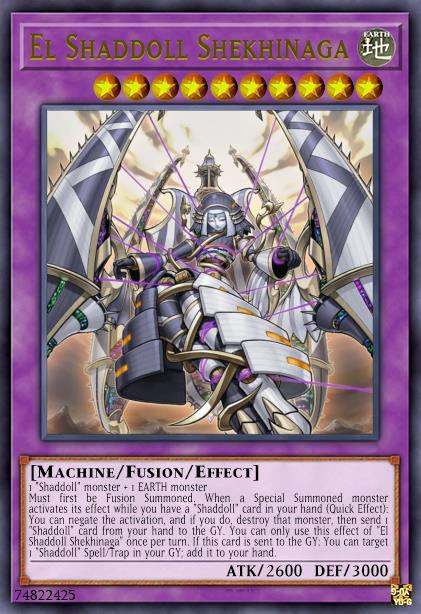 El Shaddoll Shekhinaga
EARTH
地
[Machine/Fusion/Effect]
1 "Shaddoll" monster + 1 EARTH monster
Must first be Fusion Summoned. When a Special Summoned monster
activates its effect while you have a "Shaddoll" card in your hand (Quick Effect):
You can negate the activation, and if you do, destroy that monster, then send 1
"Shaddoll" card from your hand to the GY. You can only use this effect of "El
Shaddoll Shekhinaga" once per turn. If this card is sent to the GY: You can target
1 "Shaddoll" Spell/Trap in your GY; add it to your hand.
ATK/2600 DEF/3000
74822425